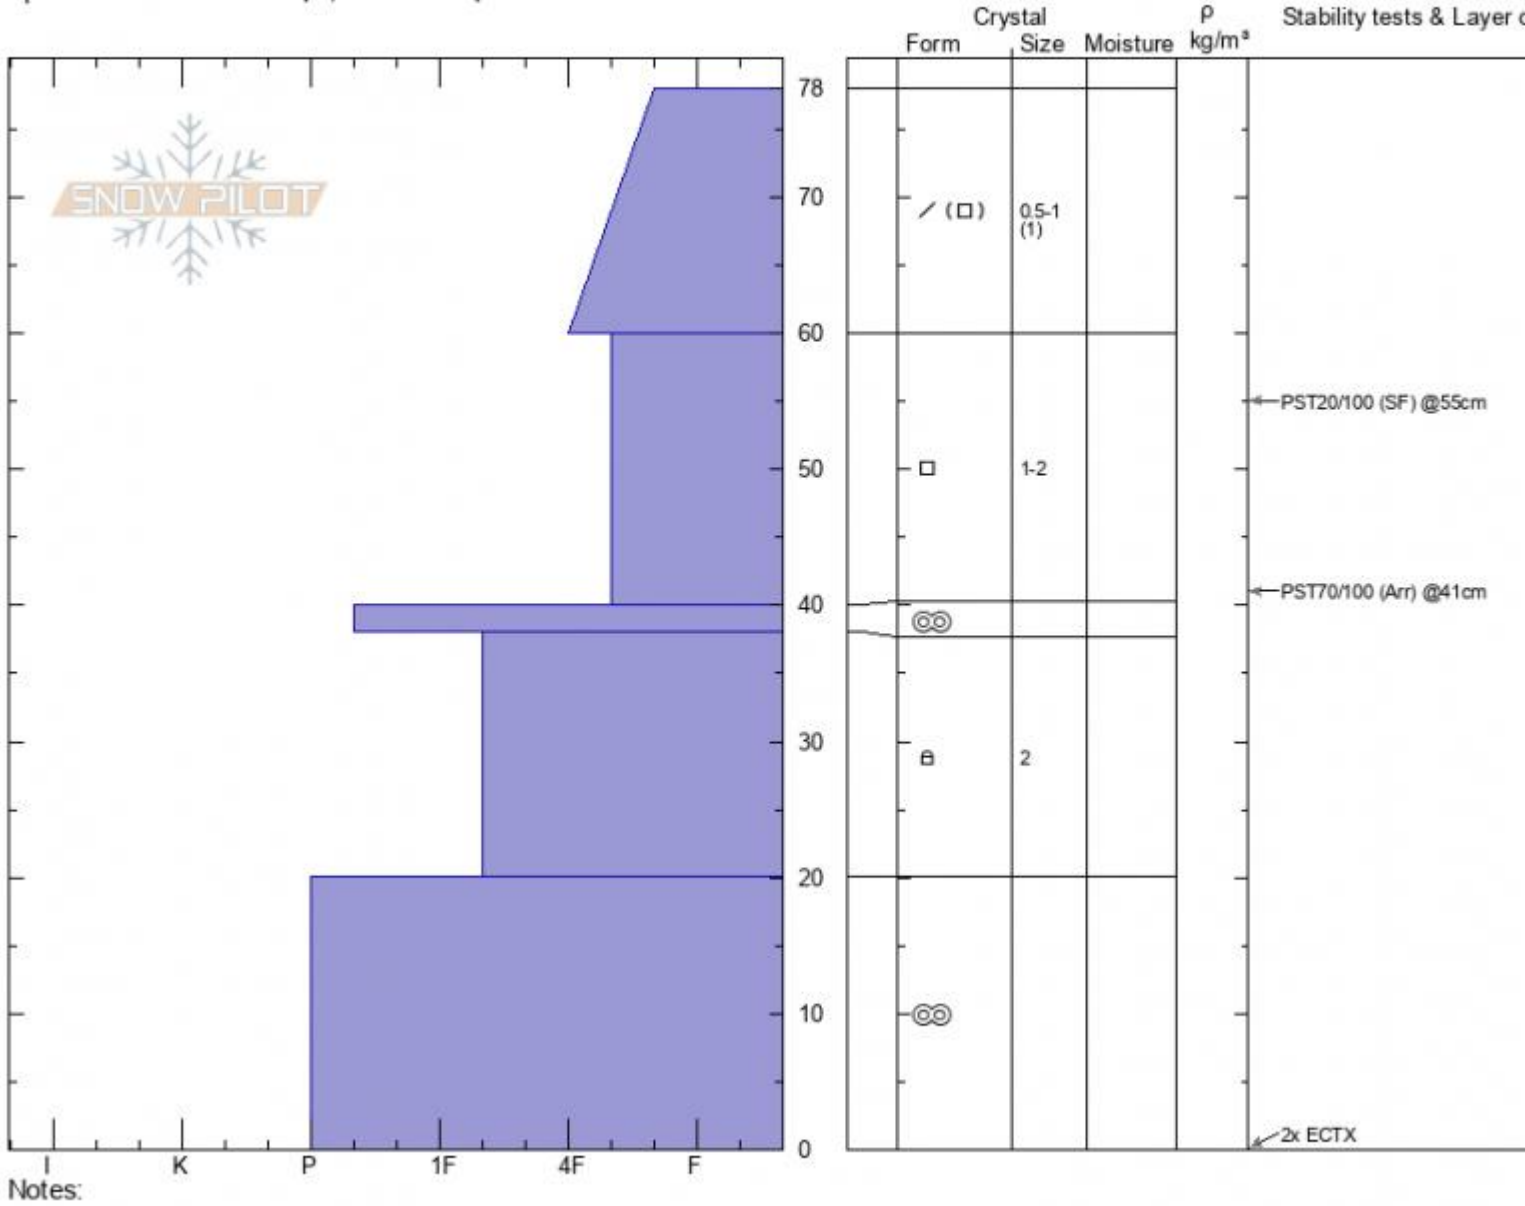 Crystal
ρ
Stability tests & Layer c
Form
Size
Moisture
kg/m³
SNOW PILOT
78
70
60
50
40
30
20
10
0
/ (□)
0.5-1
(1)
PST20/100 (SF) @55cm
□
1-2
PST70/100 (Arr) @41cm
2
2x ECTX
I
K
P
1F
4F
F
Notes: